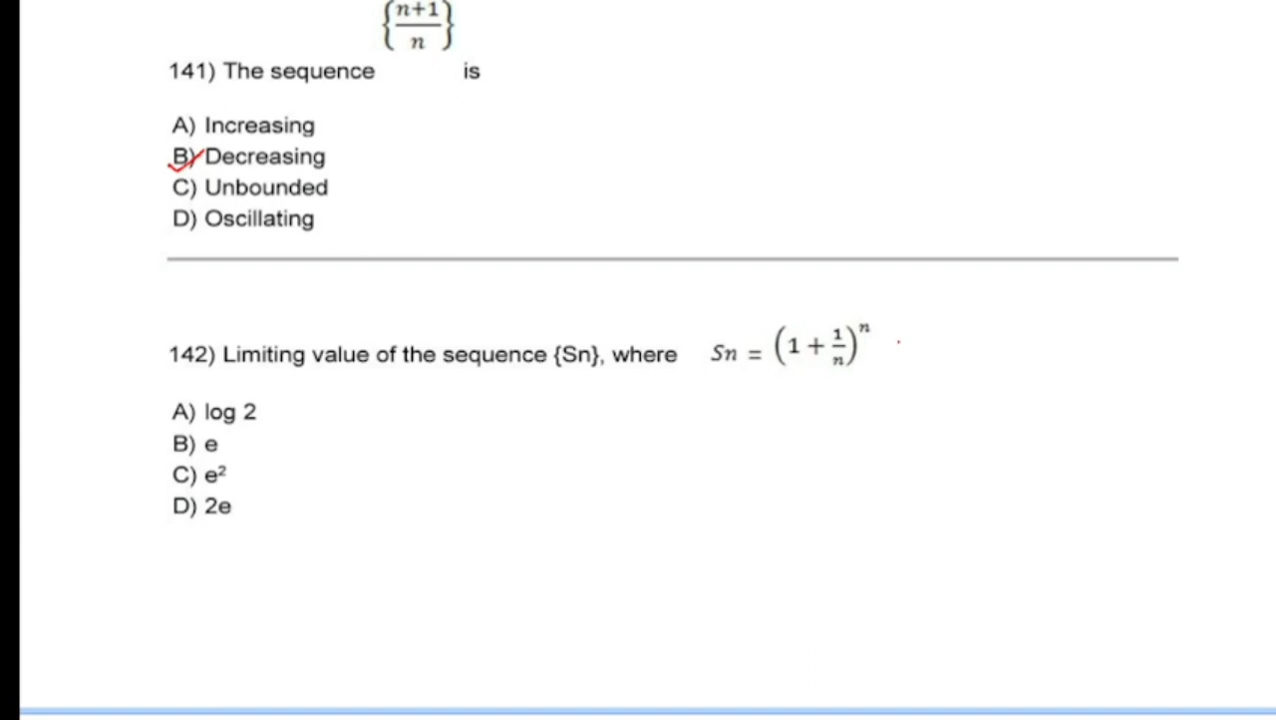 {n+1/n}
141) The sequence is
A) Increasing
B) Decreasing
C) Unbounded
D) Oscillating
142) Limiting value of the sequence {Sn}, where Sn = (1 + 1/n)ⁿ
A) log 2
B) e
C) e²
D) 2e